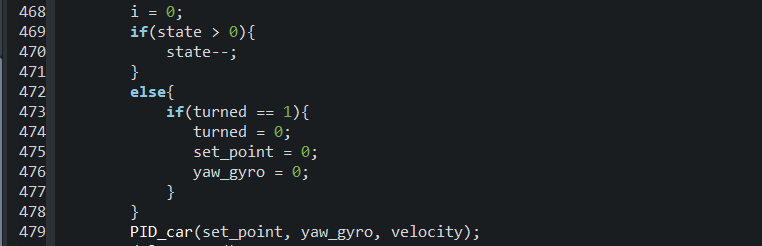 468 i = 0;
469 if(state > 0){
470 state--;
471 }
472 else{
473 if(turned == 1){
474 turned = 0;
475 set_point = 0;
476 yaw_gyro = 0;
477 }
478 }
479 PID_car(set_point, yaw_gyro, velocity);